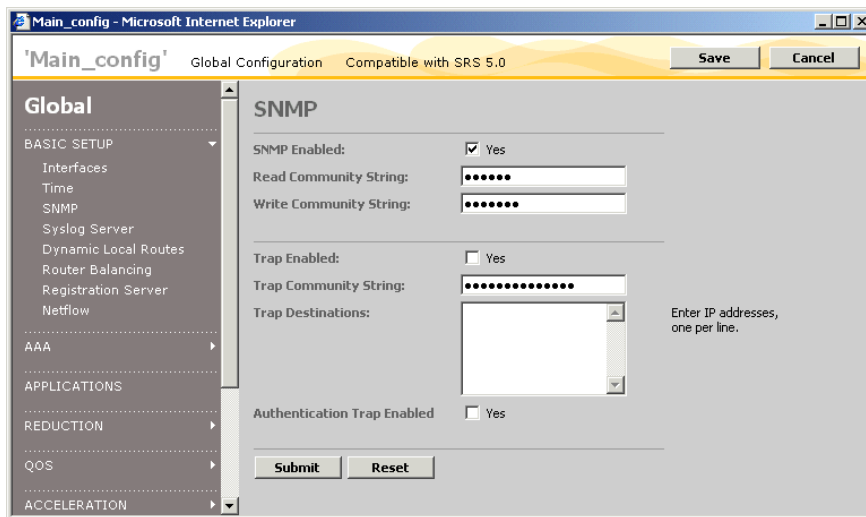 Main_config - Microsoft Internet Explorer
'Main_config' Global Configuration Compatible with SRS 5.0 Save Cancel
Global
BASIC SETUP
Interfaces
Time
SNMP
Syslog Server
Dynamic Local Routes
Router Balancing
Registration Server
Netflow
AAA
APPLICATIONS
REDUCTION
QOS
ACCELERATION
SNMP
SNMP Enabled: Yes
Read Community String: ••••••
Write Community String: •••••••
Trap Enabled: Yes
Trap Community String: ••••••••••••••
Trap Destinations:
Enter IP addresses,
one per line.
Authentication Trap Enabled Yes
Submit Reset